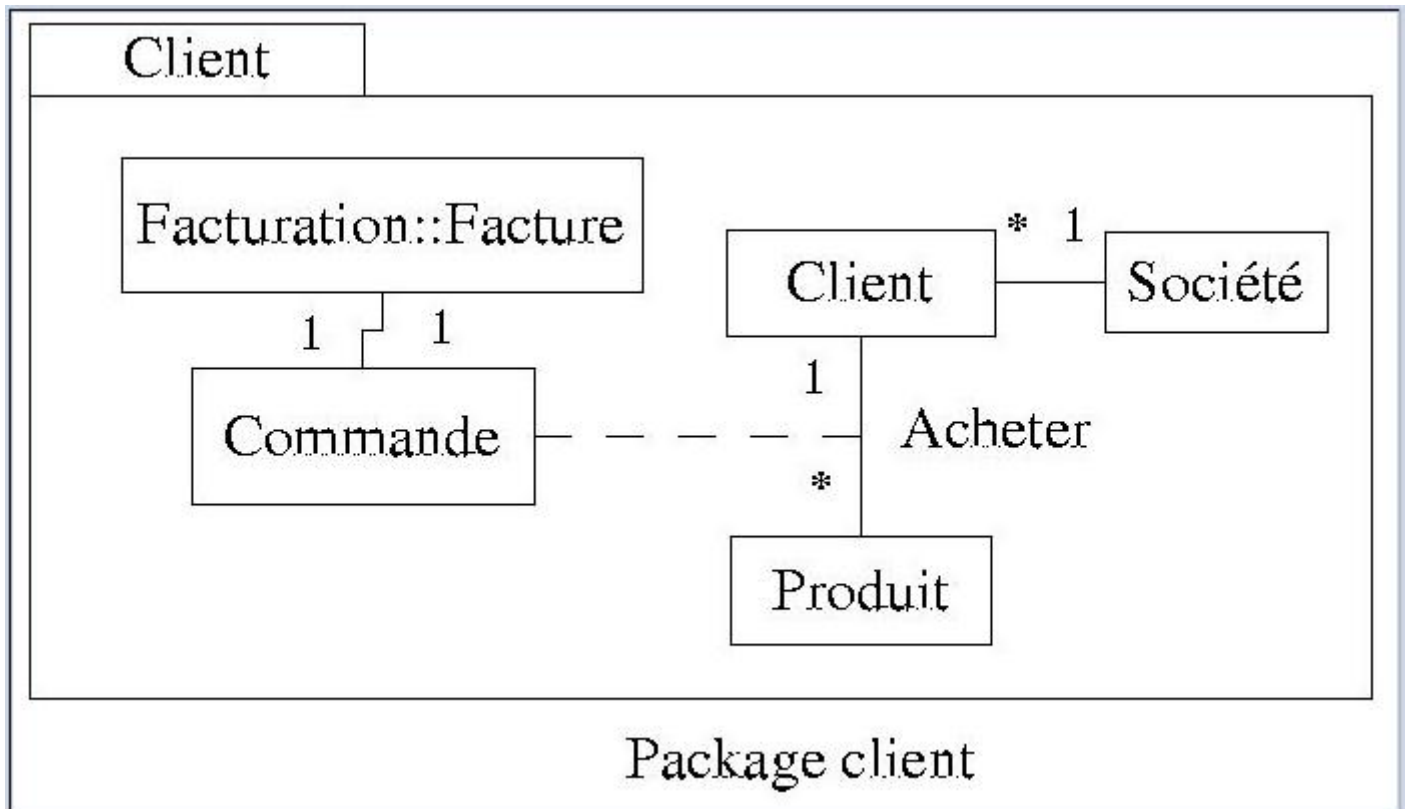 Client
Facturation::Facture
* 1
Client
Société
1 1
1
Commande
Acheter
*
Produit
Package client